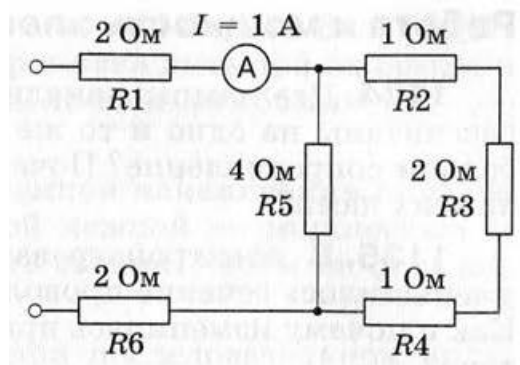 I = 1 А
2 Ом
А
1 Ом
R1
R2
4 Ом
R5
2 Ом
R3
2 Ом
1 Ом
R6
R4